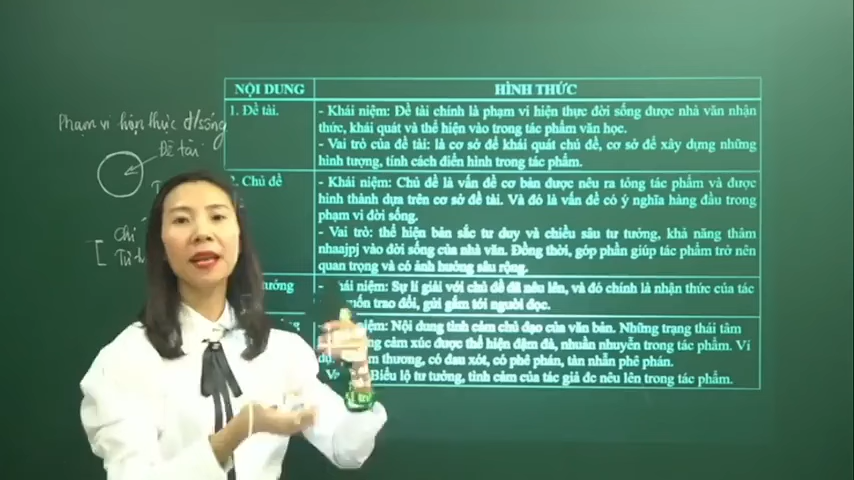 Phạm vi hiện thực đ/sống
Đề tài
NỘI DUNG
HÌNH THỨC
1. Đề tài.
- Khái niệm: Đề tài chính là phạm vi hiện thực đời sống được nhà văn nhận
thức, khái quát và thể hiện vào trong tác phẩm văn học.
- Vai trò của đề tài: là cơ sở để khái quát chủ đề, cơ sở để xây dựng những
hình tượng, tính cách điển hình trong tác phẩm.
2. Chủ đề
- Khái niệm: Chủ đề là vấn đề cơ bản được nêu ra tỏng tác phẩm và được
hình thành dựa trên cơ sở đề tài. Và đó là vấn đề có ý nghĩa hàng đầu trong
phạm vi đời sống.
- Vai trò: thể hiện bản sắc tư duy và chiều sâu tư tưởng, khả năng thâm
nhaajpj vào đời sống của nhà văn. Đồng thời, góp phần giúp tác phẩm trở nên
quan trọng và có ảnh hưởng sâu rộng.
tưởng
niệm: Sự lí giải với chủ đề đã nêu lên, và đó chính là nhận thức của tác
muốn trao đổi, gửi gắm tới người đọc.
niệm: Nội dung tình cảm chủ đạo của văn bản. Những trạng thái tâm
cảm xúc được thể hiện đậm đà, nhuần nhuyễn trong tác phẩm. Ví
thương, có đau xót, có phê phán, tàn nhẫn phê phán.
Biểu lộ tư tưởng, tình cảm của tác giả đc nêu lên trong tác phẩm.